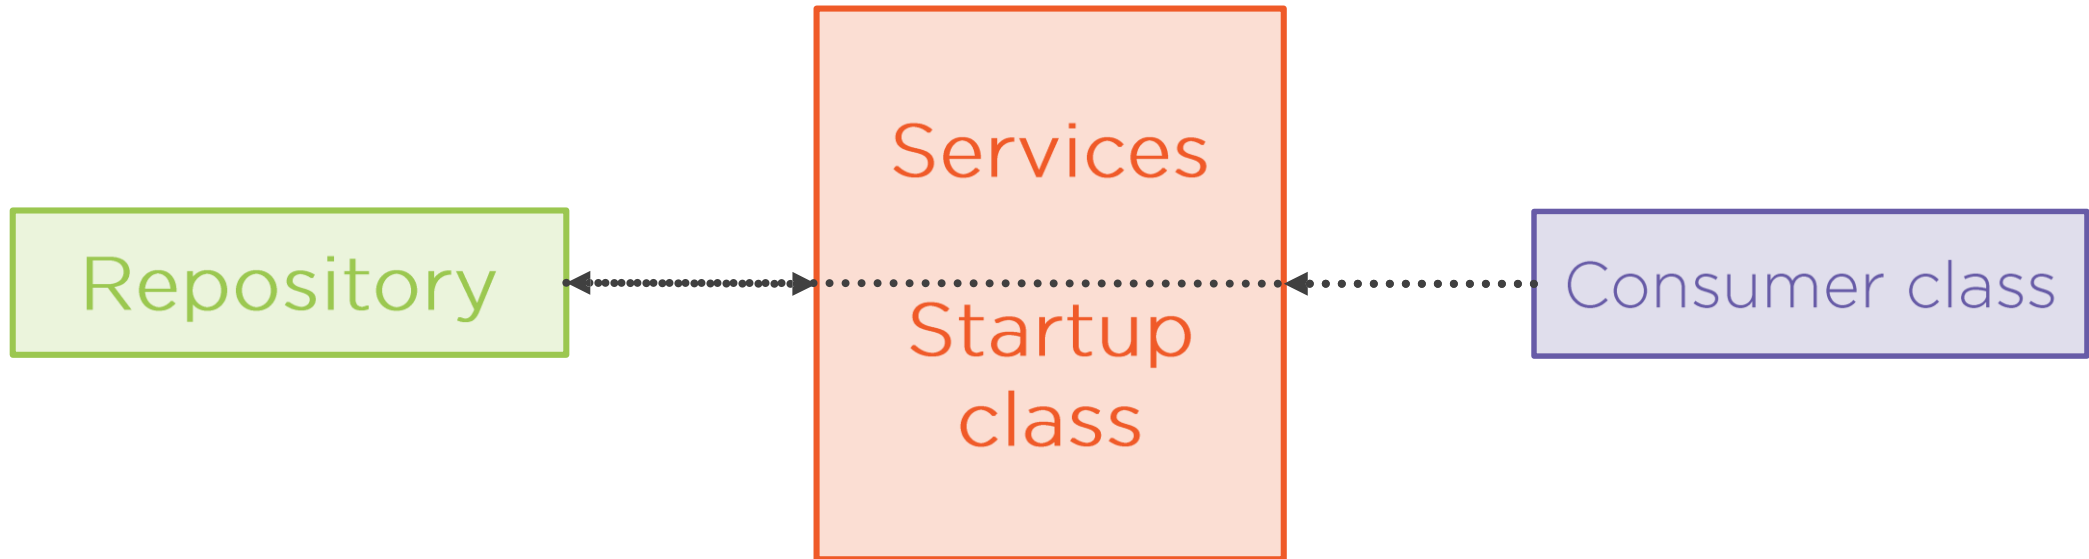 Repository
Services
Startup
class
Consumer class